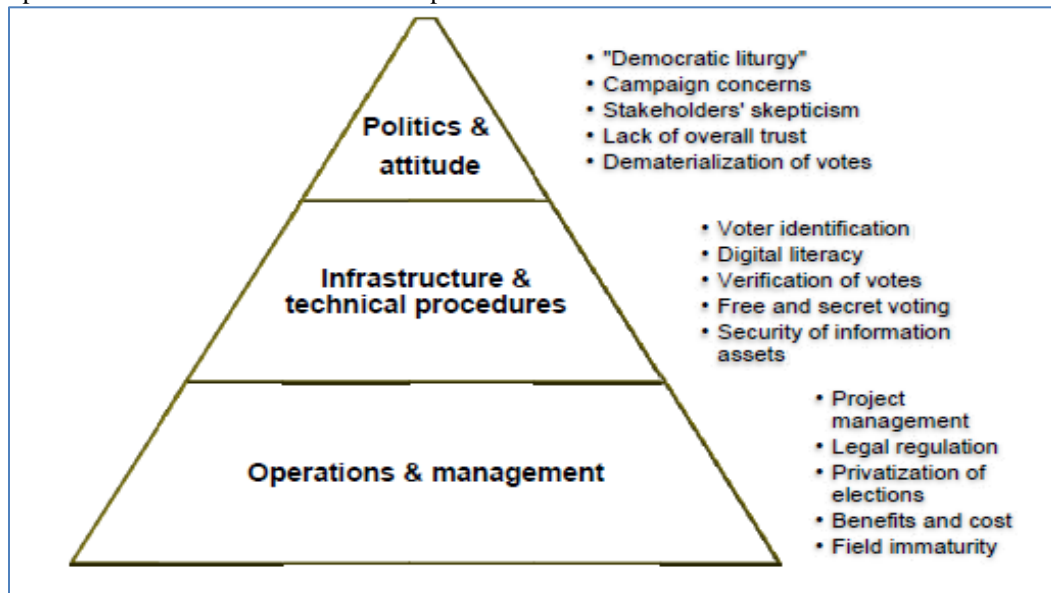 Politics &
attitude
• "Democratic liturgy"
• Campaign concerns
• Stakeholders' skepticism
• Lack of overall trust
• Dematerialization of votes
Infrastructure &
technical procedures
• Voter identification
• Digital literacy
• Verification of votes
• Free and secret voting
• Security of information
assets
Operations & management
• Project
management
• Legal regulation
• Privatization of
elections
• Benefits and cost
• Field immaturity